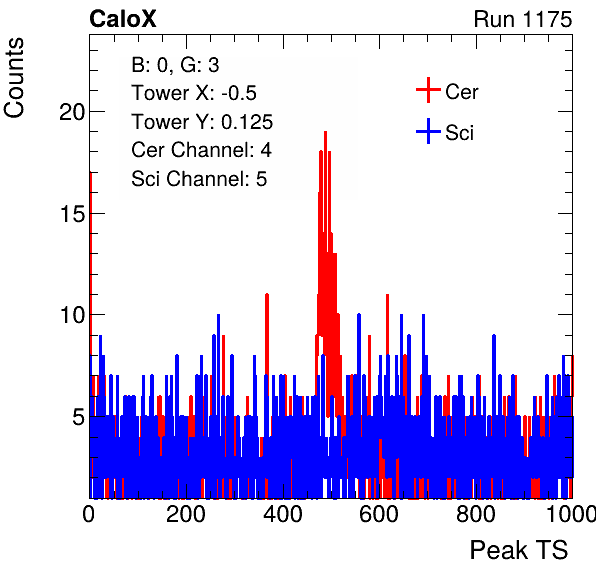 CaloX Run 1175
Counts
B: 0, G: 3
Tower X: -0.5
Tower Y: 0.125
Cer Channel: 4
Sci Channel: 5
Cer
Sci
20
15
10
5
0 200 400 600 800 1000
Peak TS